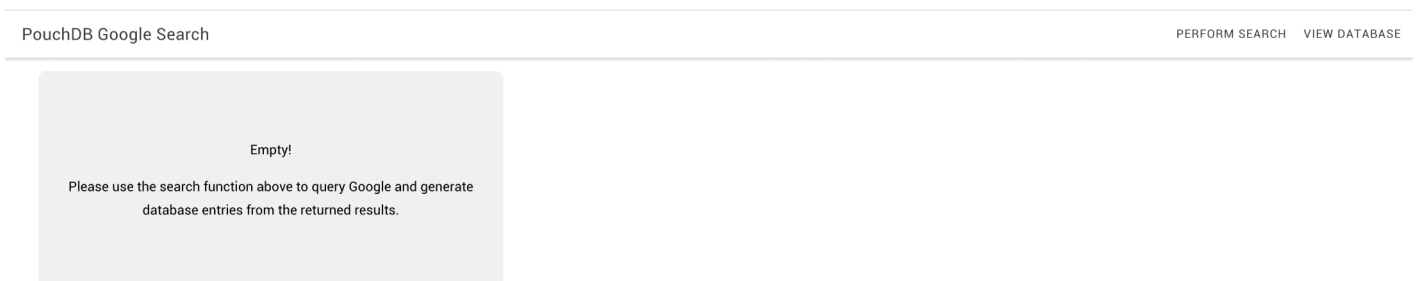 PouchDB Google Search
PERFORM SEARCH VIEW DATABASE
Empty!
Please use the search function above to query Google and generate
database entries from the returned results.